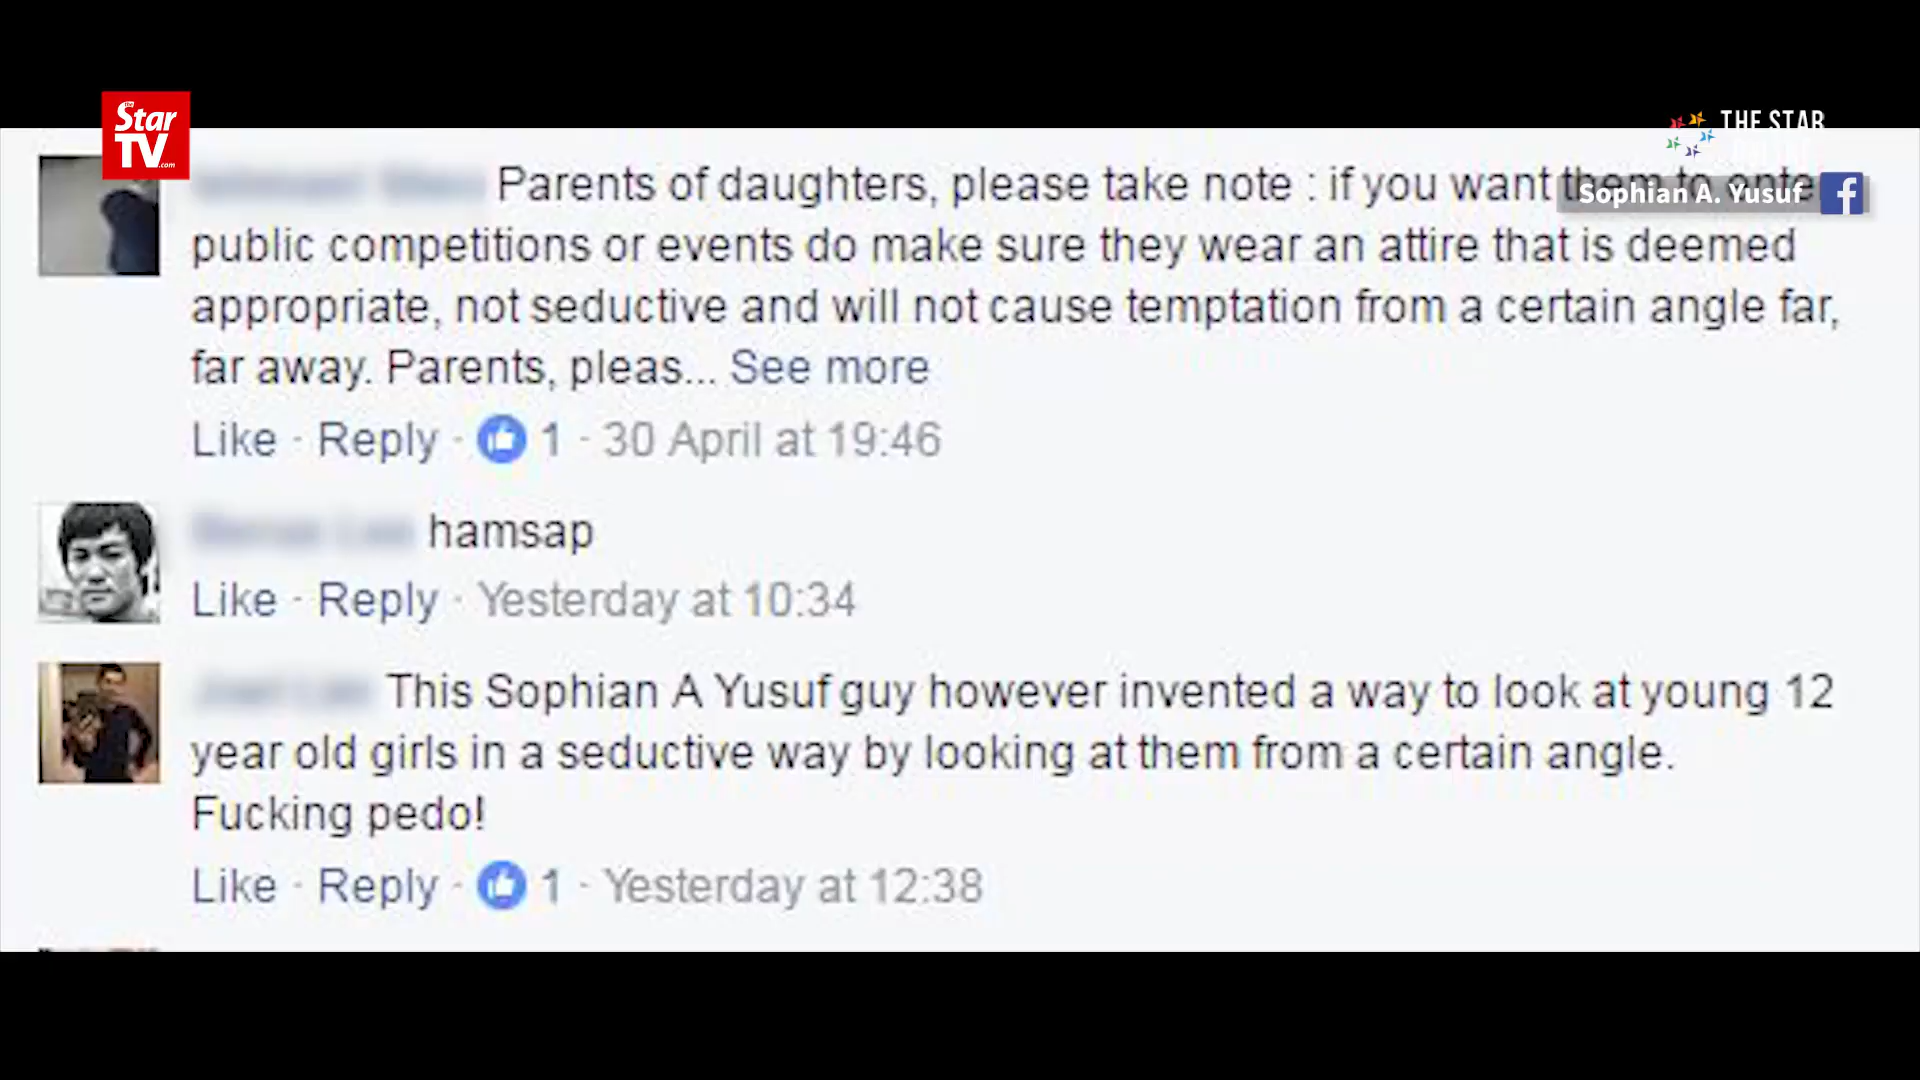 The Star
TV.com
THE STAR
Sophian A. Yusuf
Parents of daughters, please take note : if you want them to ente
public competitions or events do make sure they wear an attire that is deemed
appropriate, not seductive and will not cause temptation from a certain angle far,
far away. Parents, pleas... See more
Like · Reply · 1 · 30 April at 19:46
hamsap
Like · Reply · Yesterday at 10:34
This Sophian A Yusuf guy however invented a way to look at young 12
year old girls in a seductive way by looking at them from a certain angle.
Fucking pedo!
Like · Reply · 1 · Yesterday at 12:38